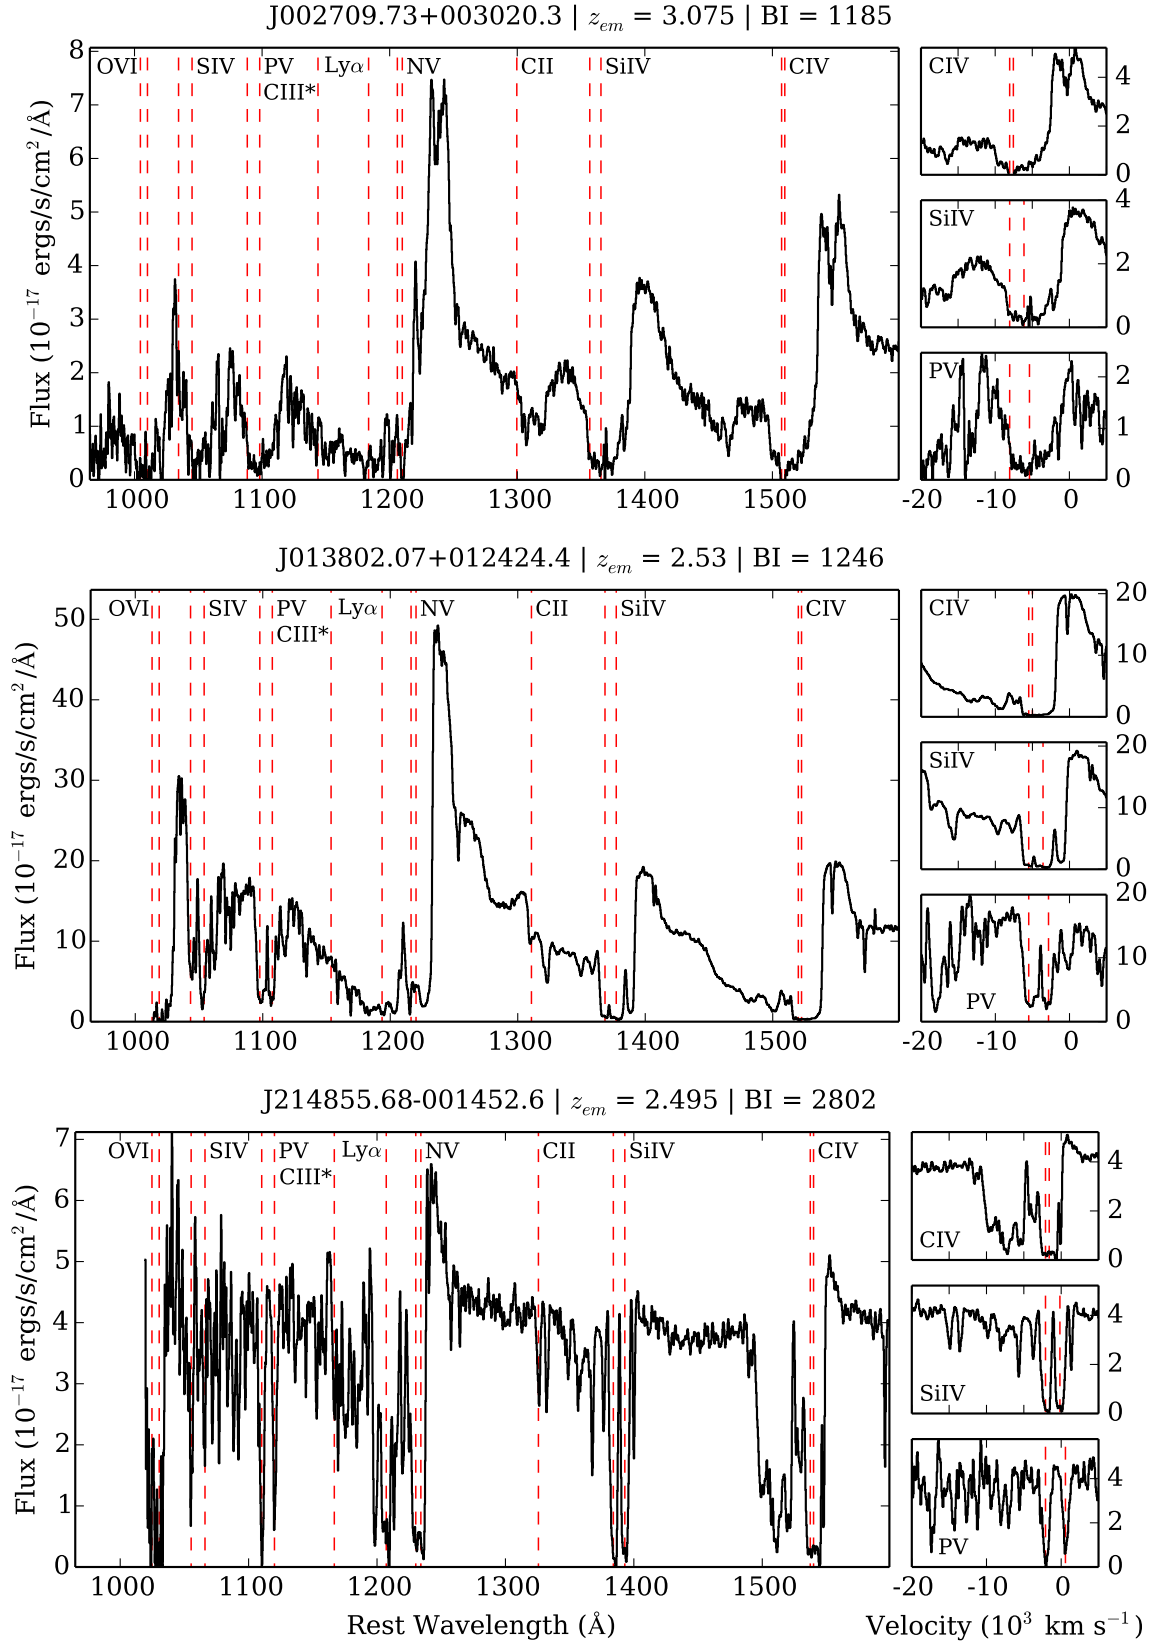 J002709.73+003020.3 | z_em = 3.075 | BI = 1185
OVI SIV PV Lyα NV CII SiIV CIV
CIII*
8
7
6
5
4
3
2
1
0
Flux (10⁻¹⁷ ergs/s/cm²/Å)
1000 1100 1200 1300 1400 1500
CIV
4
2
0
SiIV
4
2
0
PV
2
1
0
-20 -10 0
J013802.07+012424.4 | z_em = 2.53 | BI = 1246
OVI SIV PV Lyα NV CII SiIV CIV
CIII*
50
40
30
20
10
0
Flux (10⁻¹⁷ ergs/s/cm²/Å)
1000 1100 1200 1300 1400 1500
CIV
20
10
0
SiIV
20
10
0
PV
20
10
0
-20 -10 0
J214855.68-001452.6 | z_em = 2.495 | BI = 2802
OVI SIV PV Lyα NV CII SiIV CIV
CIII*
7
6
5
4
3
2
1
0
Flux (10⁻¹⁷ ergs/s/cm²/Å)
1000 1100 1200 1300 1400 1500
Rest Wavelength (Å)
CIV
4
2
0
SiIV
4
2
0
PV
4
2
0
-20 -10 0
Velocity (10³ km s⁻¹)